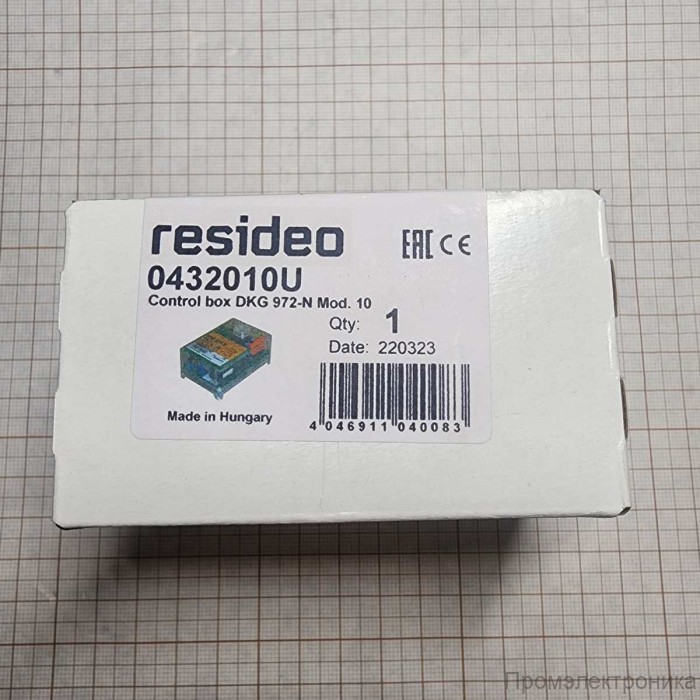 resideo
EAC CE
0432010U
Control box DKG 972-N Mod. 10
Qty: 1
Date: 220323
Made in Hungary
4 046911 040083
Промэлектроника